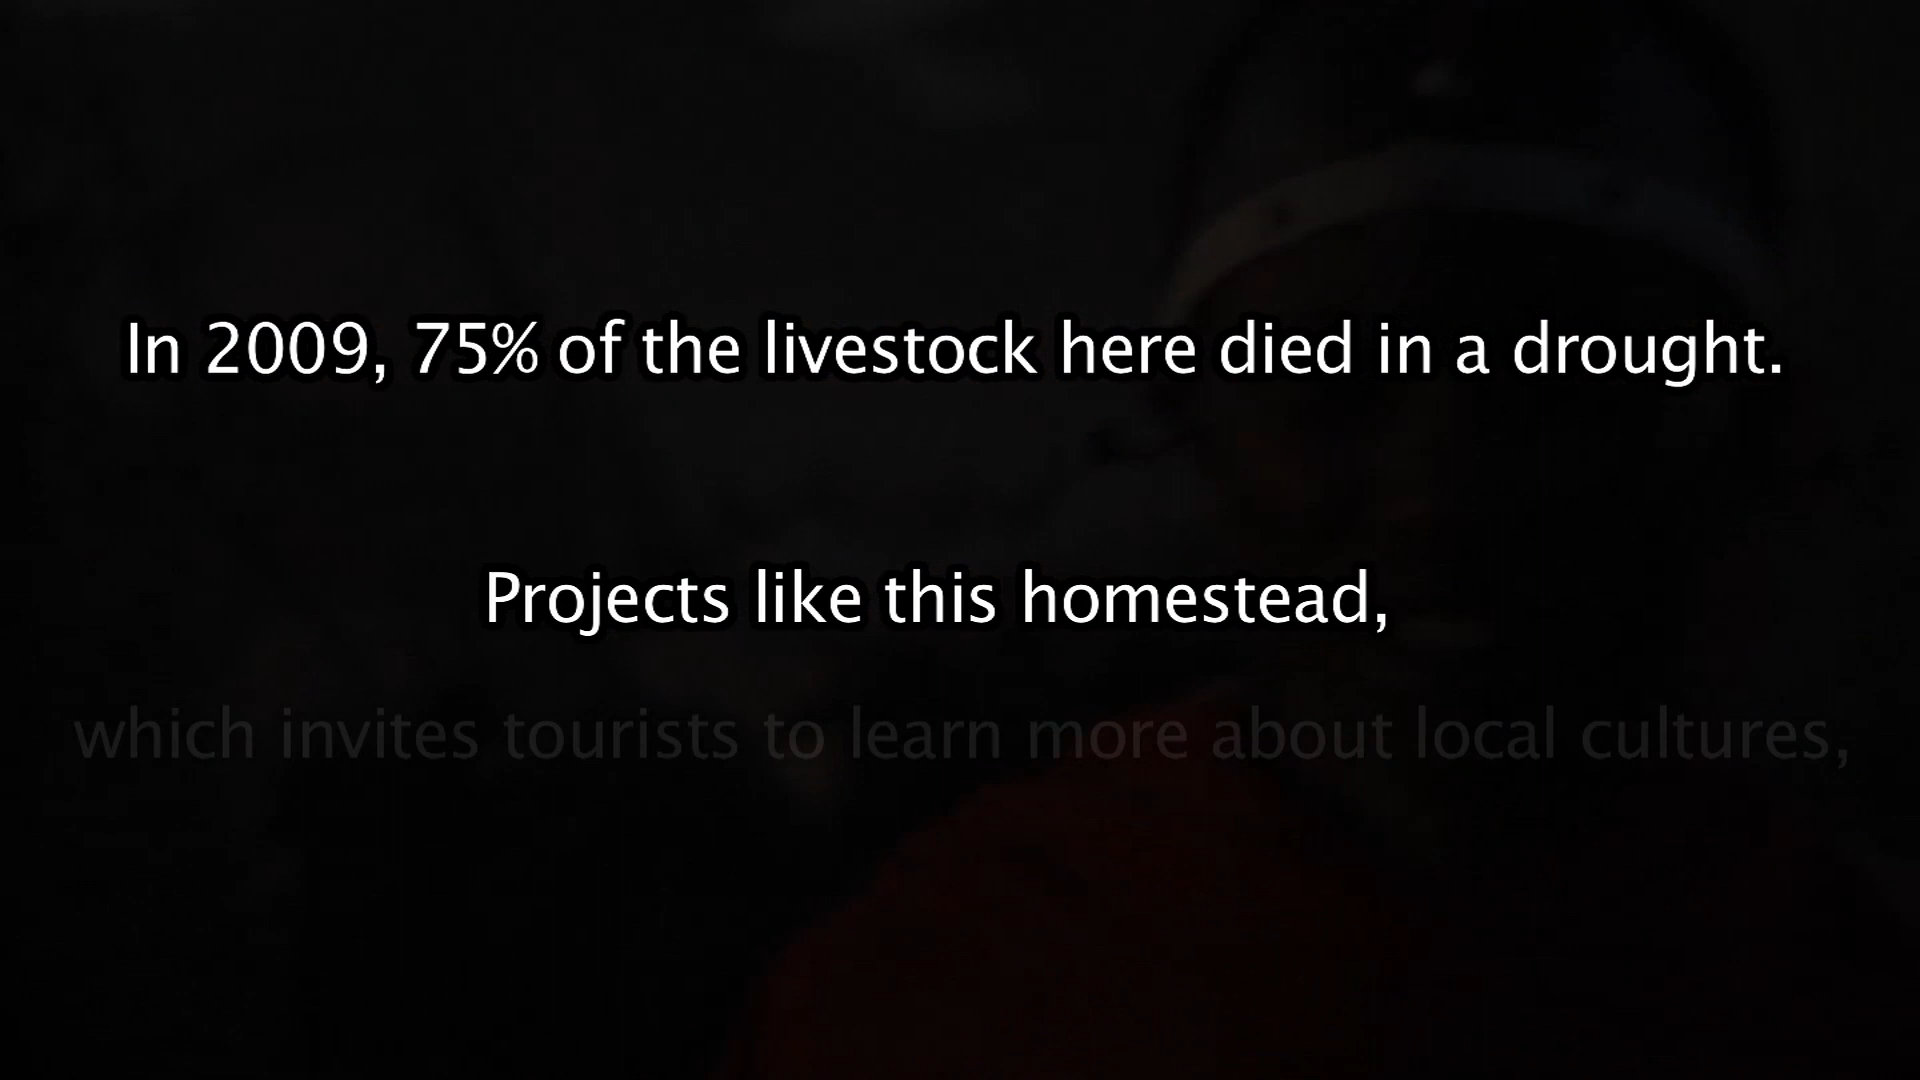 In 2009, 75% of the livestock here died in a drought.
Projects like this homestead,
which invites tourists to learn more about local cultures,